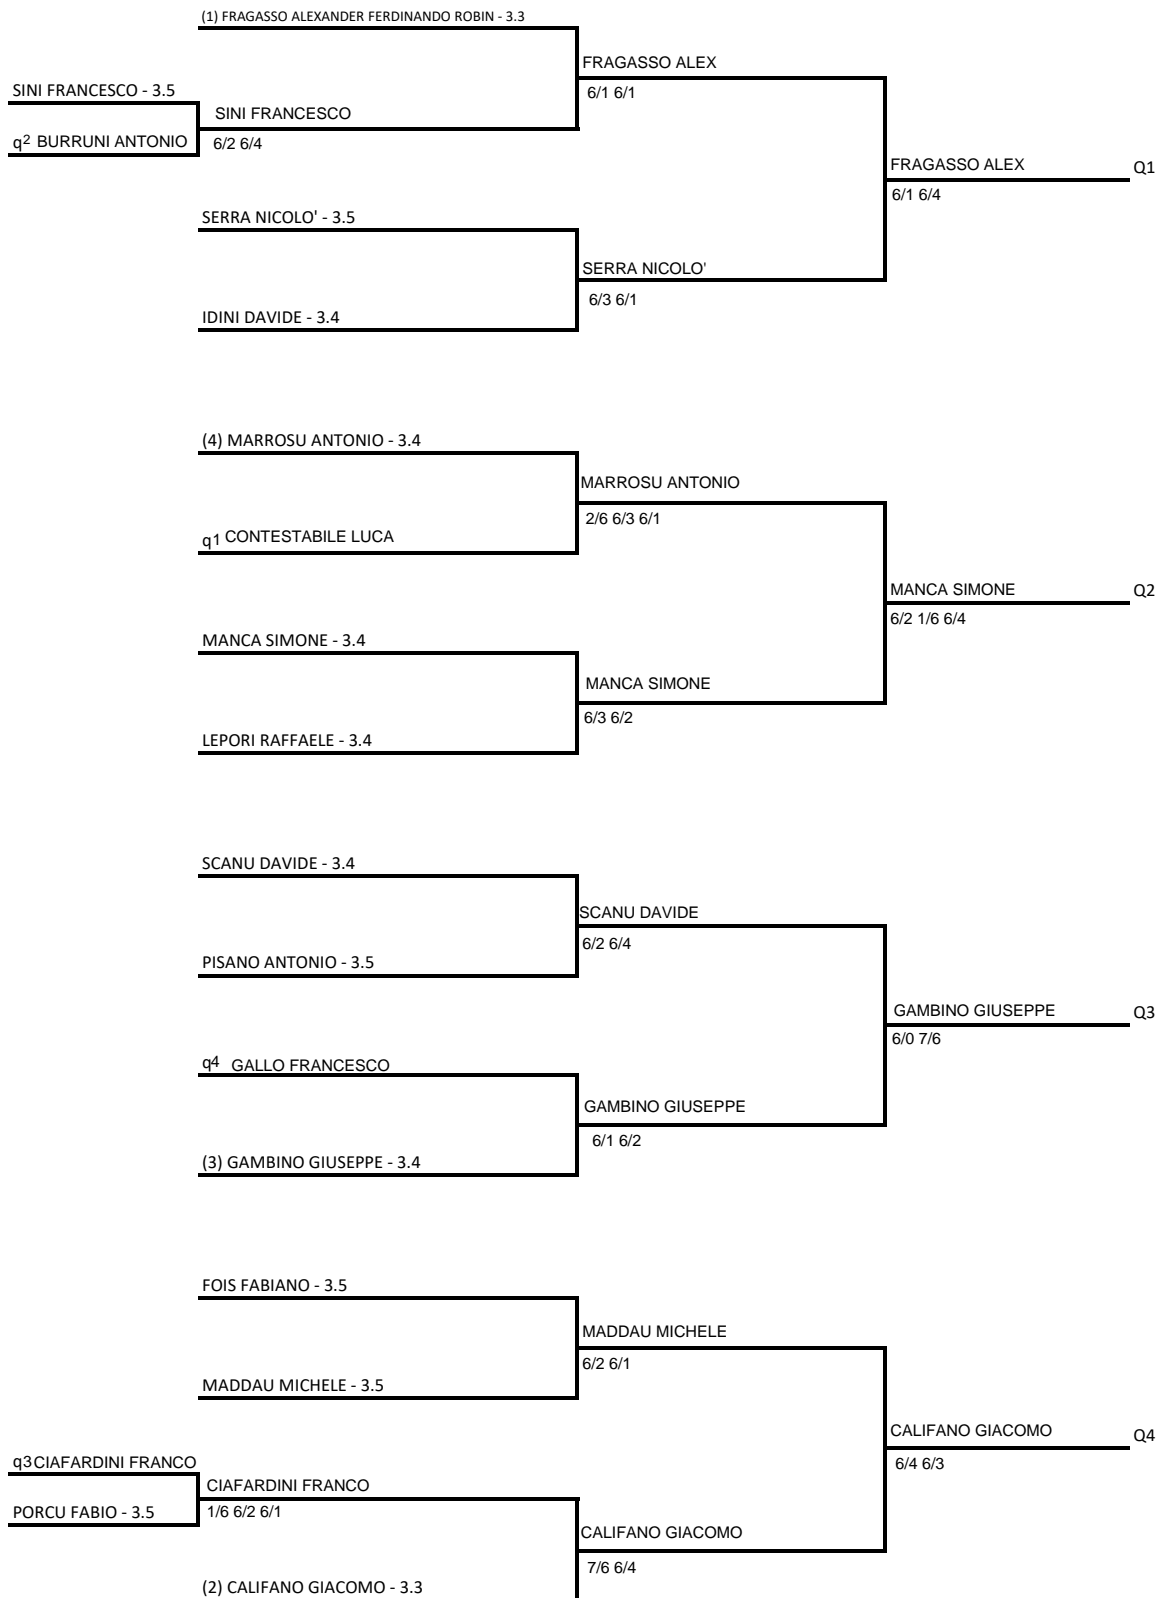 (1) FRAGASSO ALEXANDER FERDINANDO ROBIN - 3.3
FRAGASSO ALEX
6/1 6/1
SINI FRANCESCO - 3.5
SINI FRANCESCO
q2 BURRUNI ANTONIO
6/2 6/4
FRAGASSO ALEX
Q1
6/1 6/4
SERRA NICOLO' - 3.5
SERRA NICOLO'
6/3 6/1
IDINI DAVIDE - 3.4
(4) MARROSU ANTONIO - 3.4
MARROSU ANTONIO
2/6 6/3 6/1
q1 CONTESTABILE LUCA
MANCA SIMONE
Q2
6/2 1/6 6/4
MANCA SIMONE - 3.4
MANCA SIMONE
6/3 6/2
LEPORI RAFFAELE - 3.4
SCANU DAVIDE - 3.4
SCANU DAVIDE
6/2 6/4
PISANO ANTONIO - 3.5
GAMBINO GIUSEPPE
Q3
6/0 7/6
q4 GALLO FRANCESCO
GAMBINO GIUSEPPE
6/1 6/2
(3) GAMBINO GIUSEPPE - 3.4
FOIS FABIANO - 3.5
MADDAU MICHELE
6/2 6/1
MADDAU MICHELE - 3.5
CALIFANO GIACOMO
Q4
6/4 6/3
q3 CIAFARDINI FRANCO
CIAFARDINI FRANCO
PORCU FABIO - 3.5
1/6 6/2 6/1
CALIFANO GIACOMO
7/6 6/4
(2) CALIFANO GIACOMO - 3.3